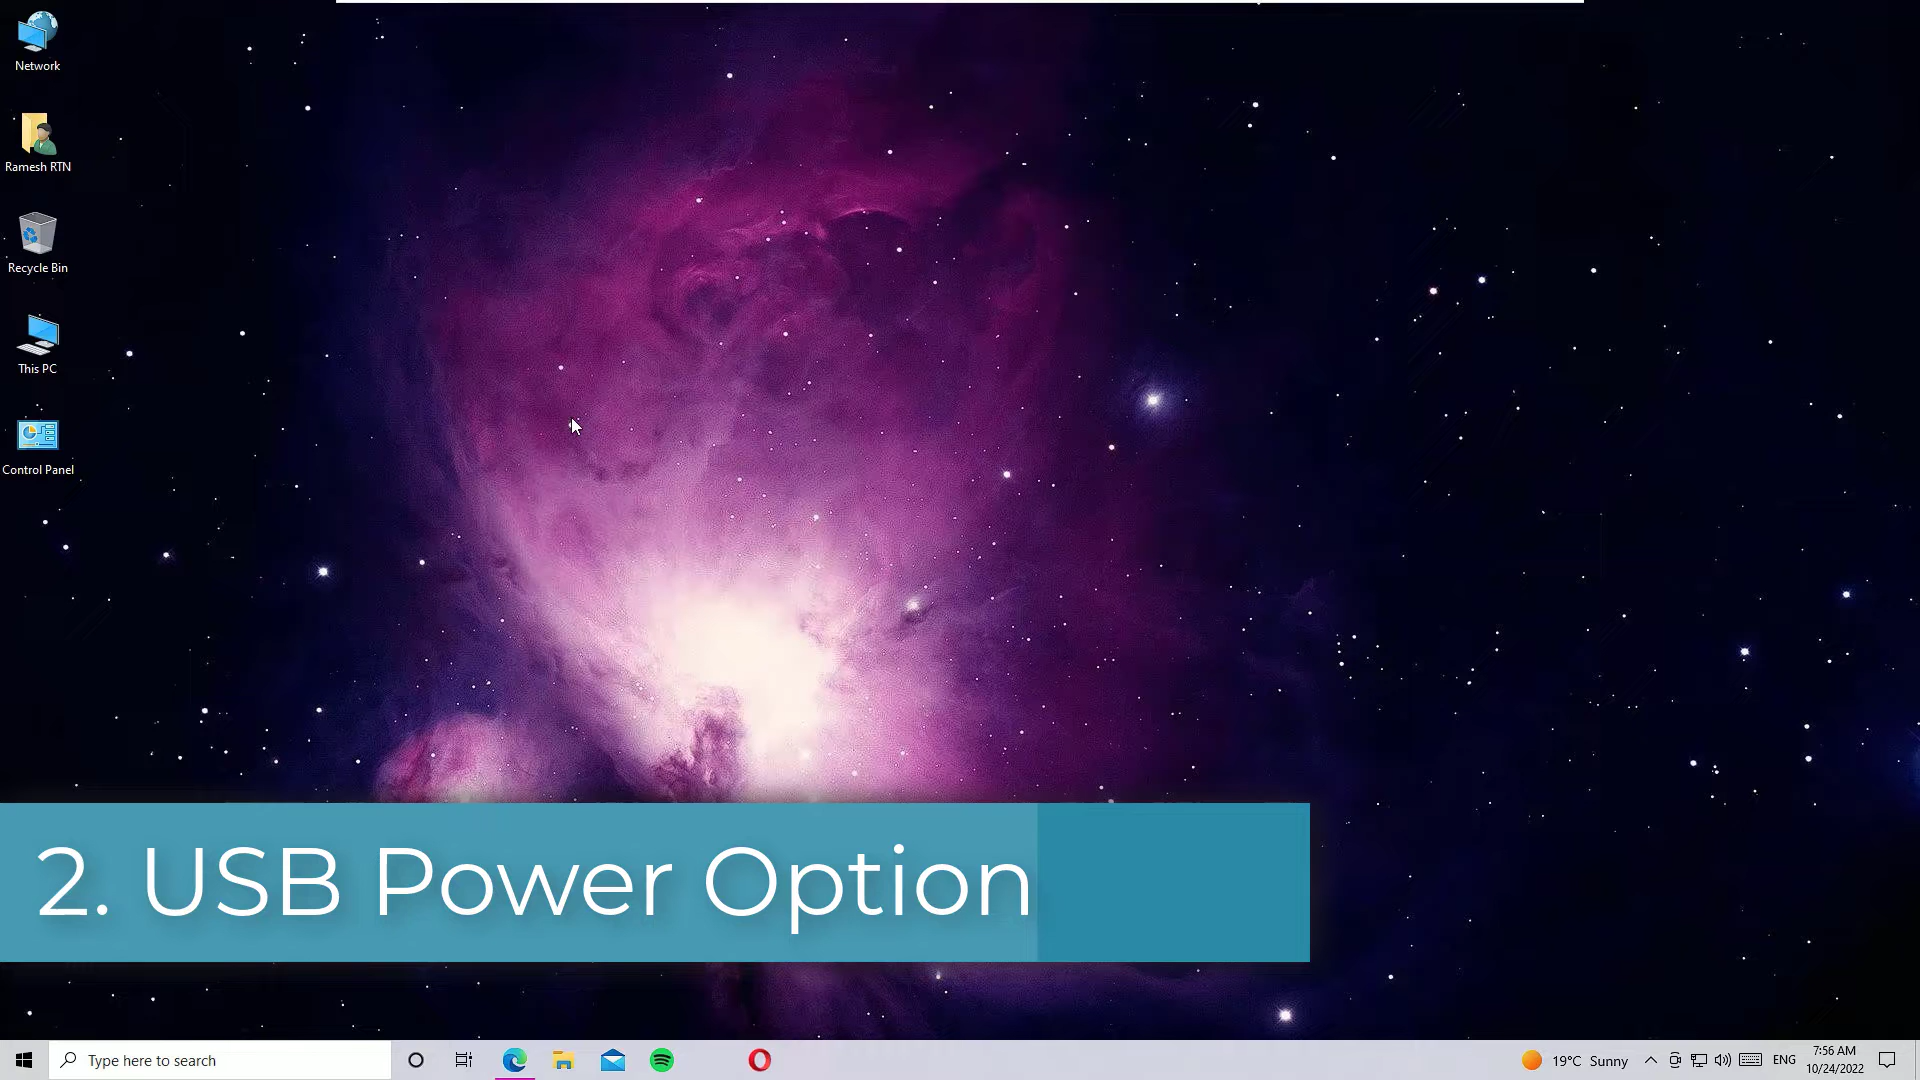 Network
Ramesh RTN
Recycle Bin
This PC
Control Panel
2. USB Power Option
Type here to search
19°C Sunny
ENG
7:56 AM
10/24/2022